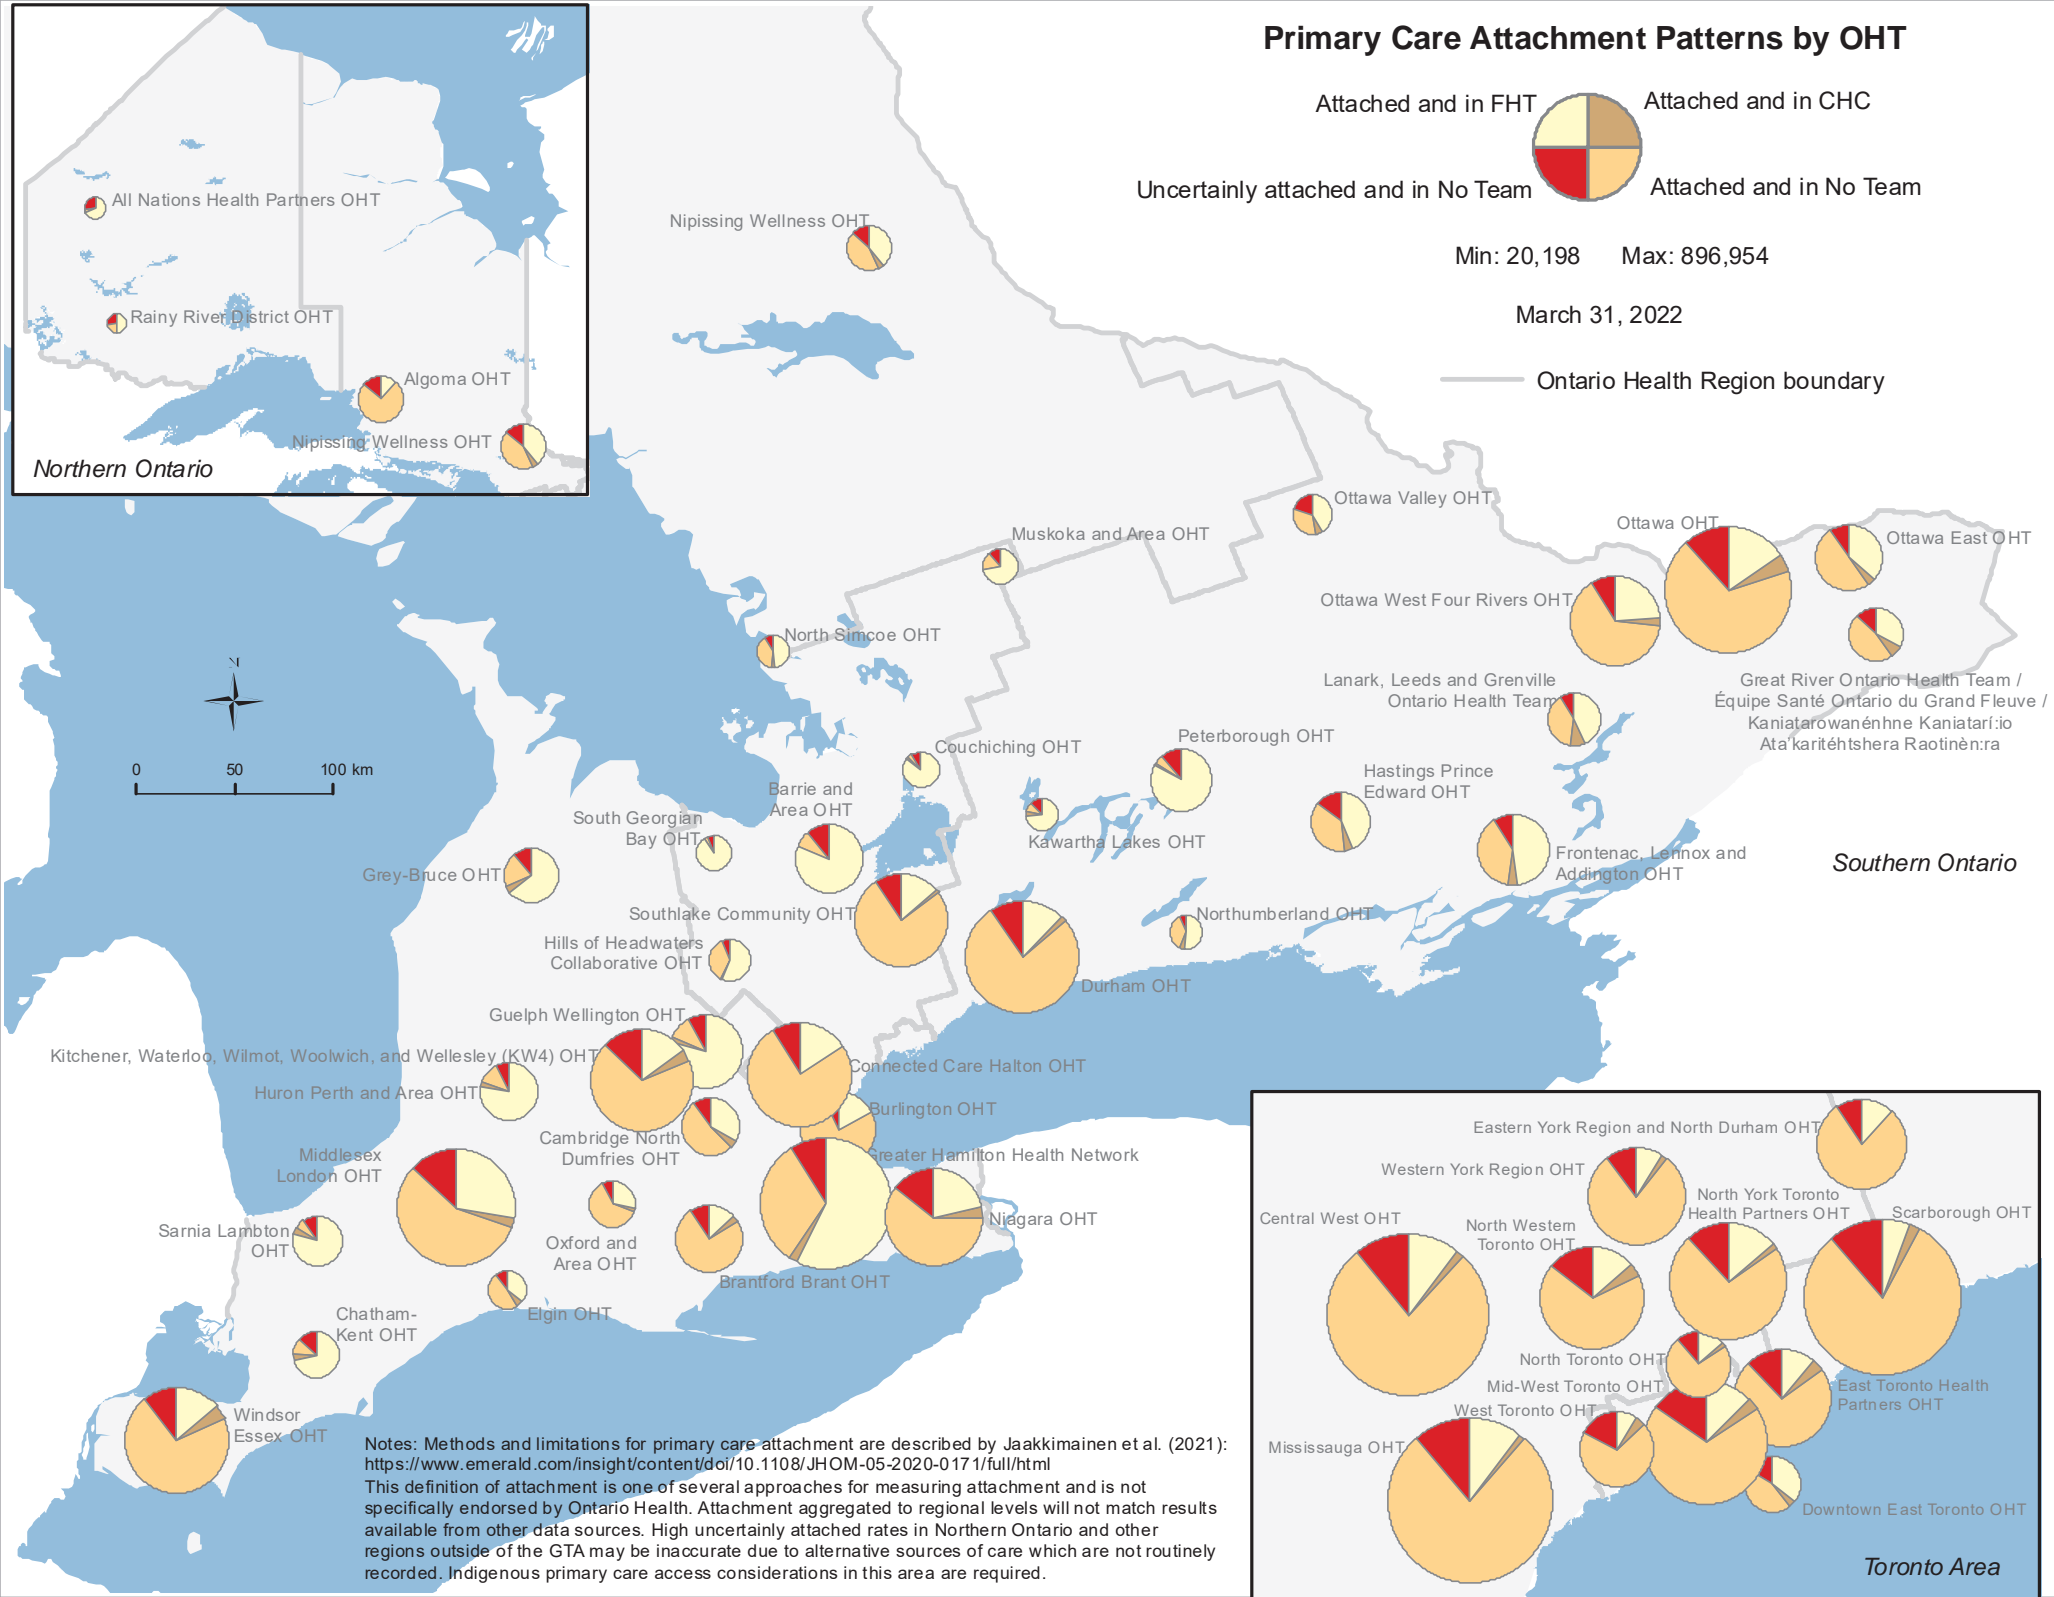 Primary Care Attachment Patterns by OHT
Attached and in FHT
Attached and in CHC
Uncertainly attached and in No Team
Attached and in No Team
Min: 20,198
Max: 896,954
March 31, 2022
Ontario Health Region boundary
All Nations Health Partners OHT
Rainy River District OHT
Algoma OHT
Nipissing Wellness OHT
Northern Ontario
Nipissing Wellness OHT
Ottawa Valley OHT
Muskoka and Area OHT
Ottawa OHT
Ottawa East OHT
Ottawa West Four Rivers OHT
North Simcoe OHT
N
Lanark, Leeds and Grenville
Ontario Health Team
Great River Ontario Health Team /
Équipe Santé Ontario du Grand Fleuve /
Kaniatarowanénhne Kaniatarí:io
Ata'karitéhtshera Raotinèn:ra
0
50
100 km
Couchiching OHT
Peterborough OHT
Barrie and
Area OHT
Hastings Prince
Edward OHT
South Georgian
Bay OHT
Kawartha Lakes OHT
Frontenac, Lennox and
Addington OHT
Southern Ontario
Grey-Bruce OHT
Southlake Community OHT
Northumberland OHT
Hills of Headwaters
Collaborative OHT
Durham OHT
Guelph Wellington OHT
Kitchener, Waterloo, Wilmot, Woolwich, and Wellesley (KW4) OHT
Connected Care Halton OHT
Huron Perth and Area OHT
Burlington OHT
Cambridge North
Dumfries OHT
Middlesex
London OHT
Greater Hamilton Health Network
Niagara OHT
Sarnia Lambton
OHT
Oxford and
Area OHT
Brantford Brant OHT
Elgin OHT
Chatham-
Kent OHT
Windsor
Essex OHT
Eastern York Region and North Durham OHT
Western York Region OHT
North York Toronto
Health Partners OHT
Scarborough OHT
Central West OHT
North Western
Toronto OHT
North Toronto OHT
Mid-West Toronto OHT
East Toronto Health
Partners OHT
West Toronto OHT
Mississauga OHT
Downtown East Toronto OHT
Toronto Area
Notes: Methods and limitations for primary care attachment are described by Jaakkimainen et al. (2021):
https://www.emerald.com/insight/content/doi/10.1108/JHOM-05-2020-0171/full/html
This definition of attachment is one of several approaches for measuring attachment and is not
specifically endorsed by Ontario Health. Attachment aggregated to regional levels will not match results
available from other data sources. High uncertainly attached rates in Northern Ontario and other
regions outside of the GTA may be inaccurate due to alternative sources of care which are not routinely
recorded. Indigenous primary care access considerations in this area are required.